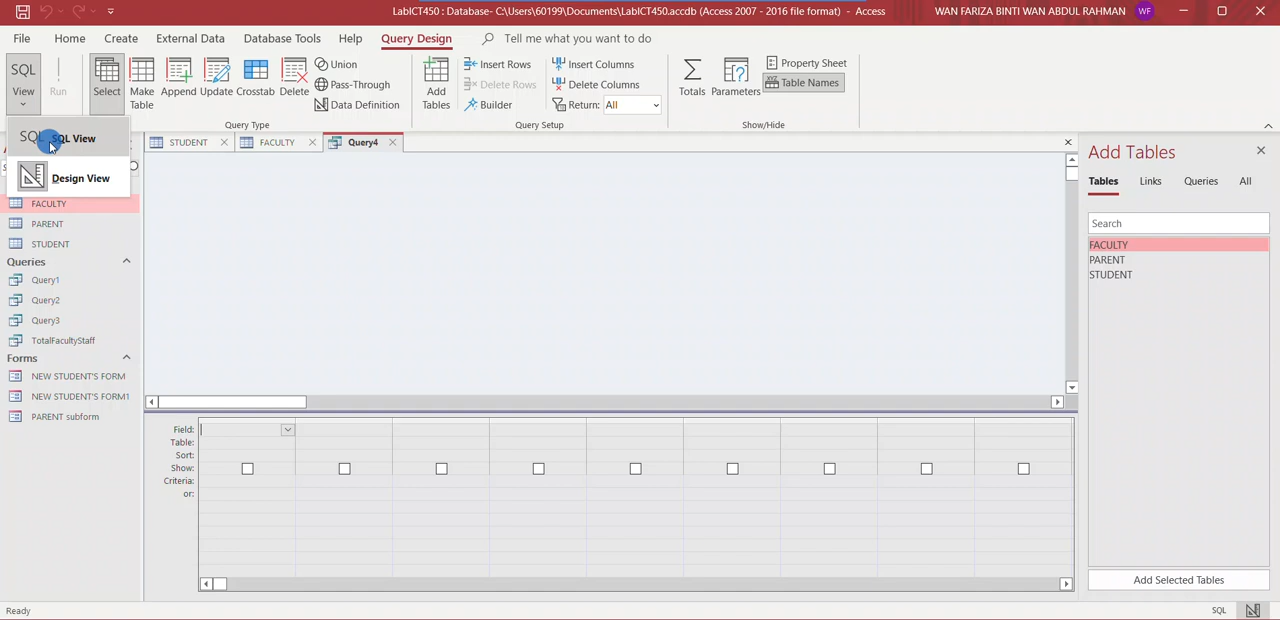 LabICT450 : Database- C:\Users\60199\Documents\LabICT450.accdb (Access 2007 - 2016 file format) - Access
WAN FARIZA BINTI WAN ABDUL RAHMAN
WF
File Home Create External Data Database Tools Help Query Design Tell me what you want to do
SQL
View
Run
Select
Make
Table
Append
Update
Crosstab
Delete
Union
Pass-Through
Data Definition
Query Type
Add
Tables
Insert Rows
Delete Rows
Builder
Insert Columns
Delete Columns
Return: All
Query Setup
Totals
Parameters
Property Sheet
XYZ Table Names
Show/Hide
SQL SQL View
Design View
FACULTY
PARENT
STUDENT
Queries
Query1
Query2
Query3
TotalFacultyStaff
Forms
NEW STUDENT'S FORM
NEW STUDENT'S FORM1
PARENT subform
STUDENT
FACULTY
Query4
Field:
Table:
Sort:
Show:
Criteria:
or:
Add Tables
Tables Links Queries All
Search
FACULTY
PARENT
STUDENT
Add Selected Tables
Ready
SQL